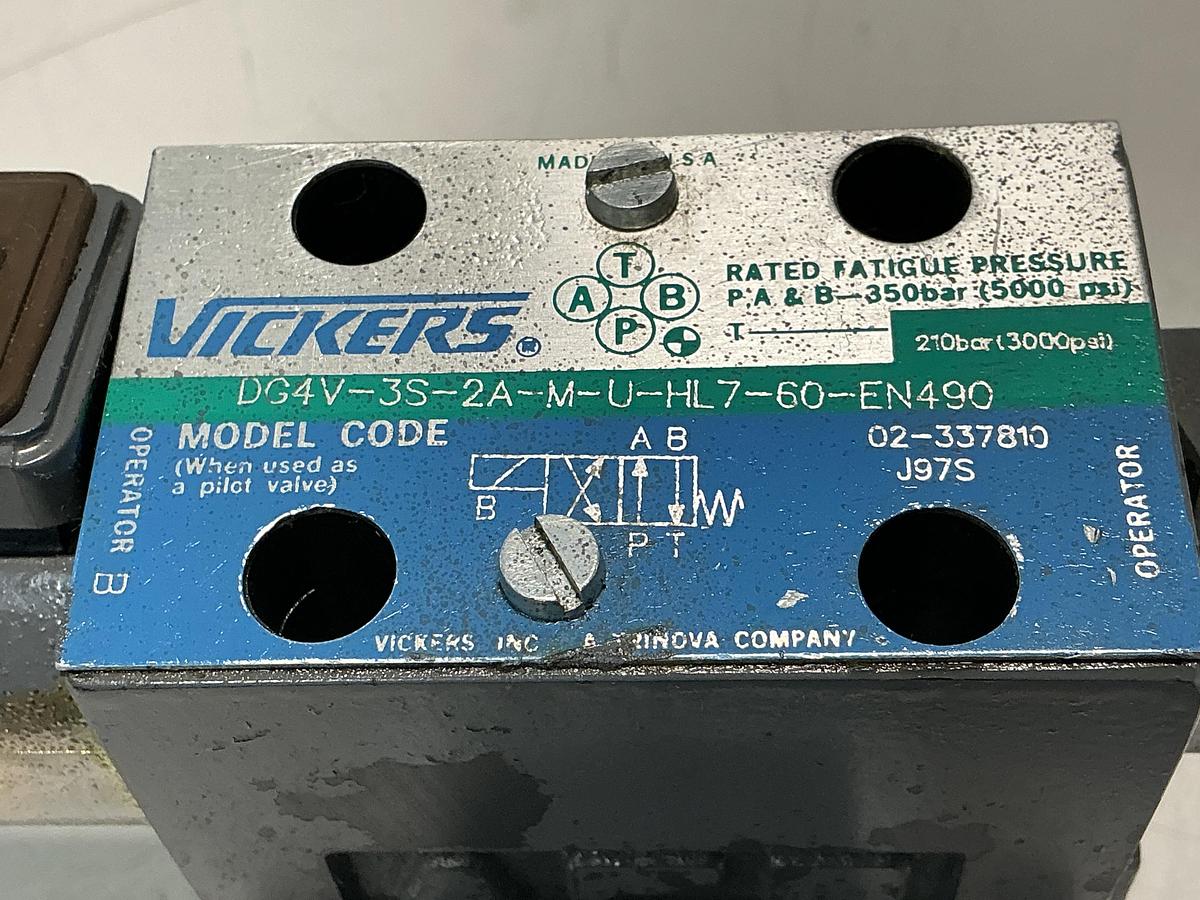 MADE IN U.S.A
T
A B
P
RATED FATIGUE PRESSURE
P.A & B—350bar (5000 psi)
T 210bar(3000psi)
VICKERS®
DG4V-3S-2A-M-U-HL7-60-EN490
MODEL CODE
(When used as
a pilot valve)
A B
B
P T
02-337810
J97S
OPERATOR B
OPERATOR
VICKERS INC A TRINOVA COMPANY